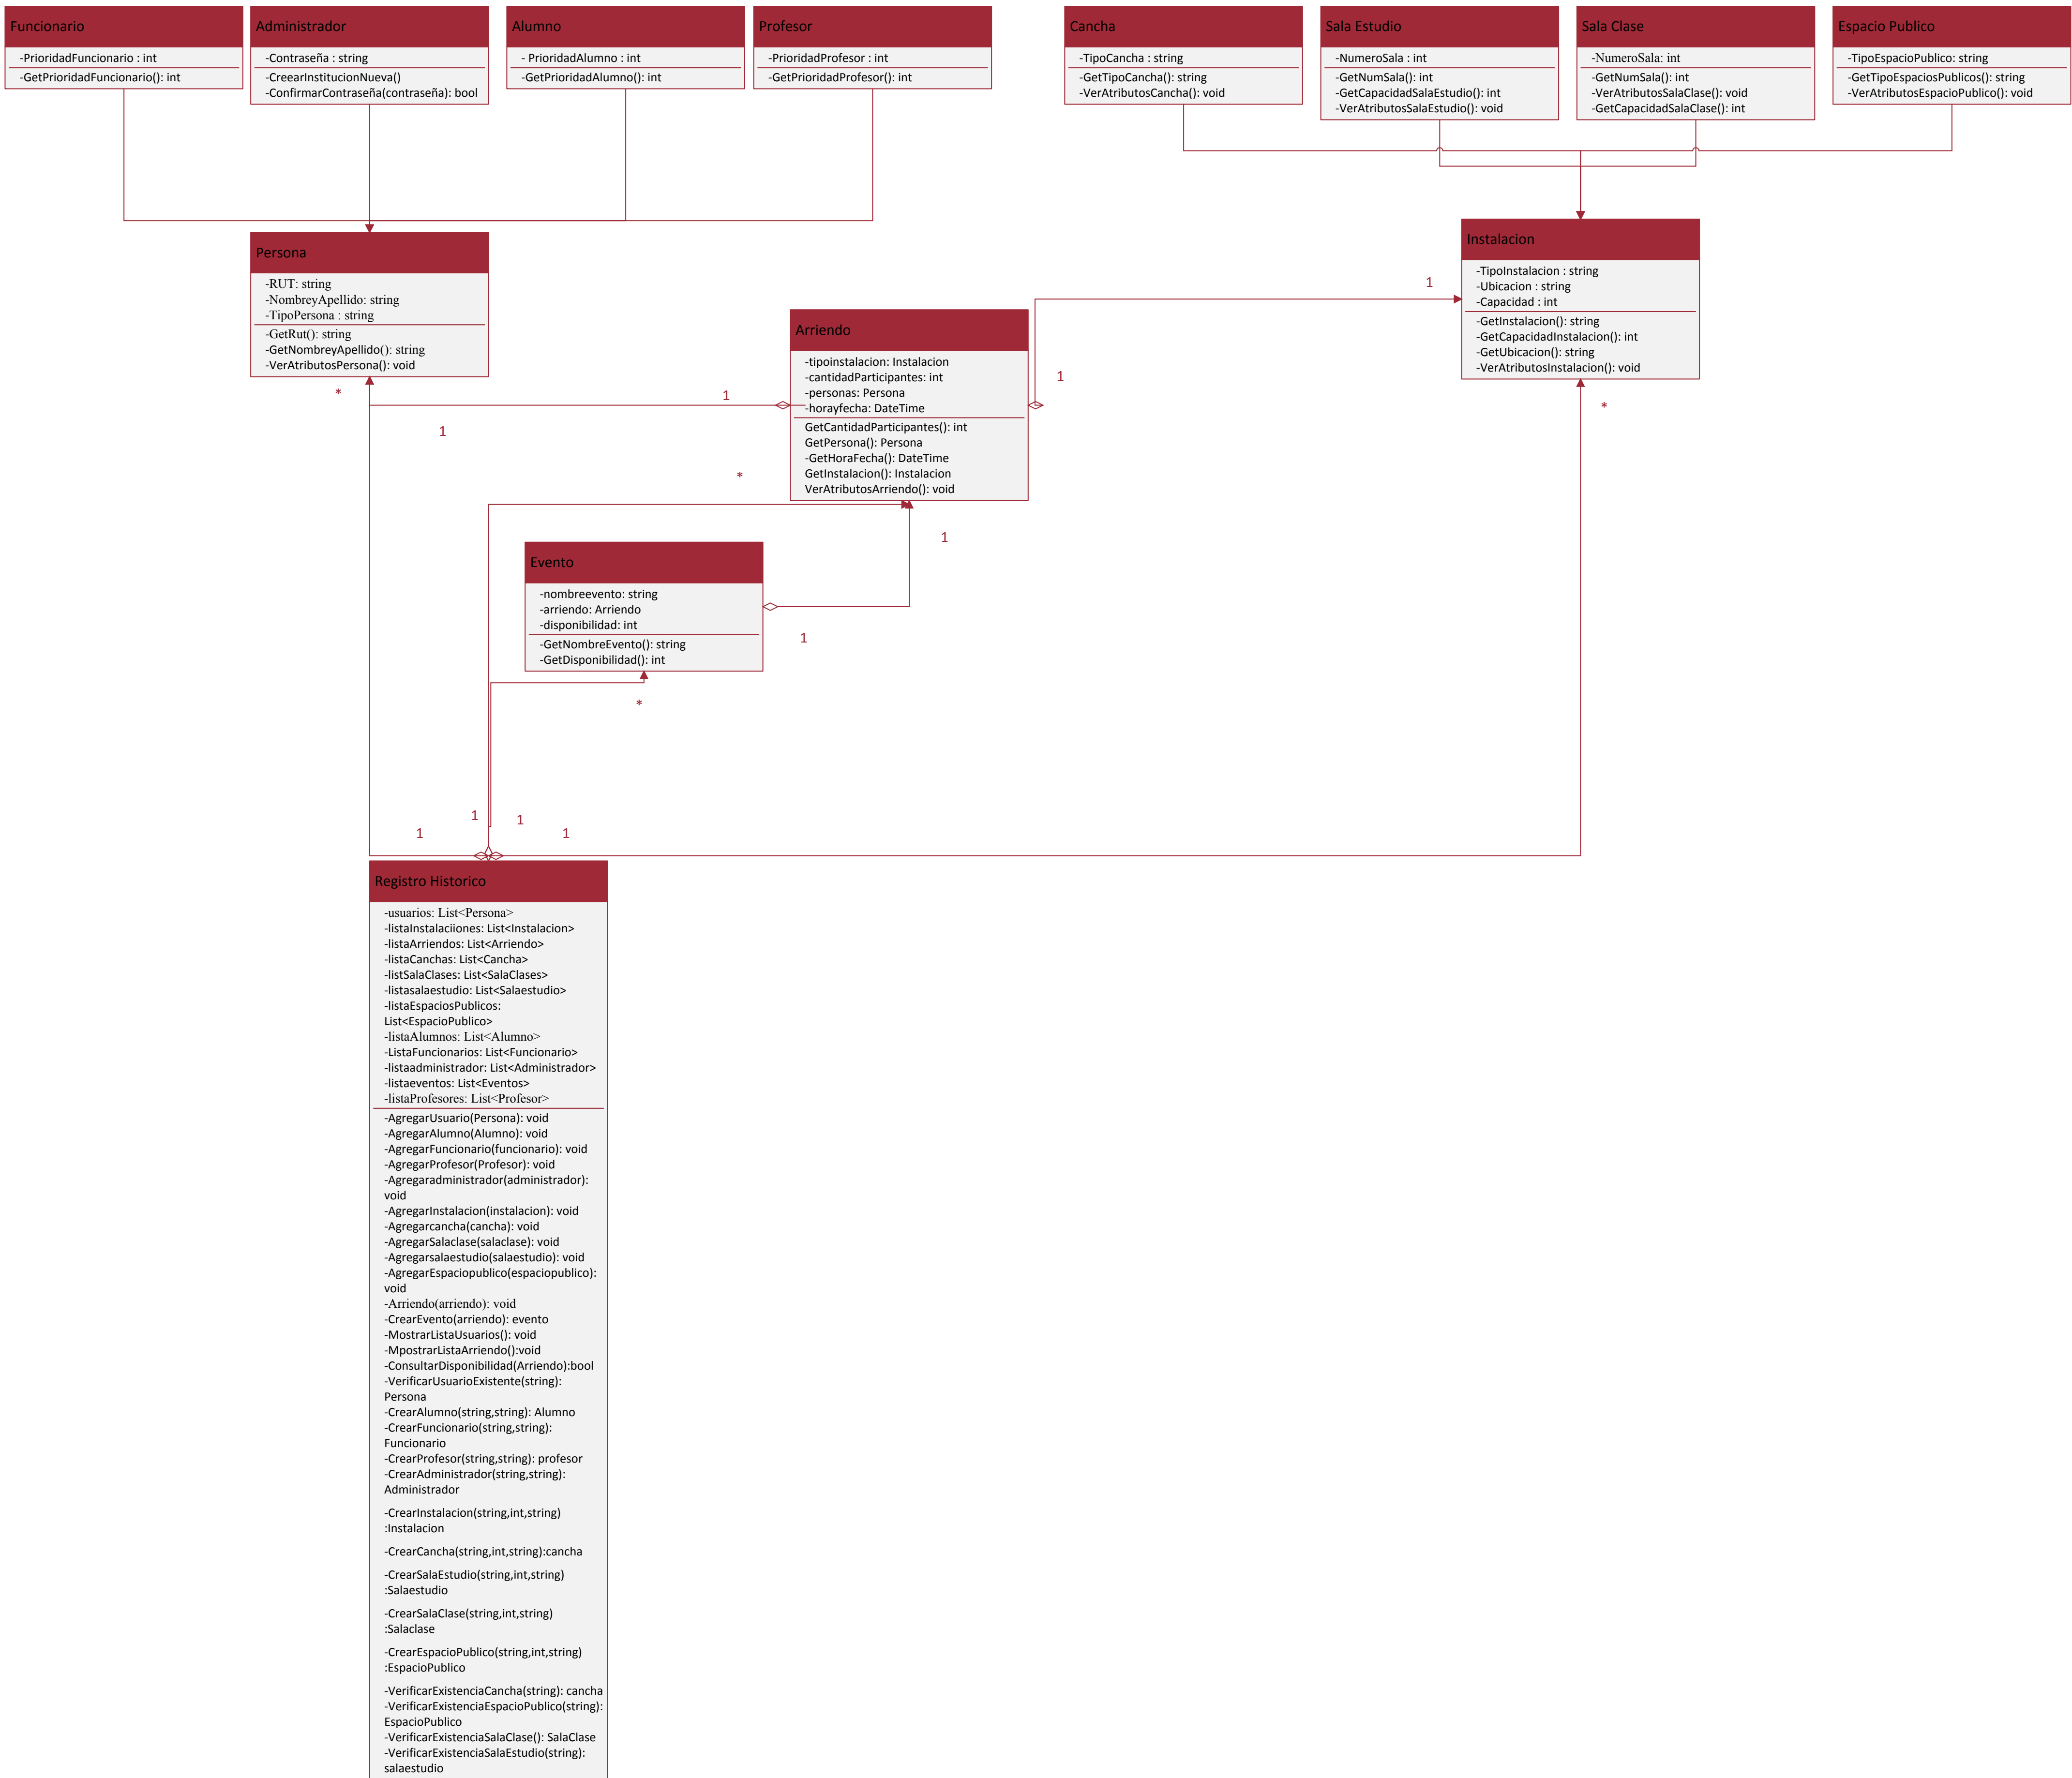 Funcionario
-PrioridadFuncionario : int
-GetPrioridadFuncionario(): int
Administrador
-Contraseña : string
-CreearInstitucionNueva()
-ConfirmarContraseña(contraseña): bool
Alumno
- PrioridadAlumno : int
-GetPrioridadAlumno(): int
Profesor
-PrioridadProfesor : int
-GetPrioridadProfesor(): int
Cancha
-TipoCancha : string
-GetTipoCancha(): string
-VerAtributosCancha(): void
Sala Estudio
-NumeroSala : int
-GetNumSala(): int
-GetCapacidadSalaEstudio(): int
-VerAtributosSalaEstudio(): void
Sala Clase
-NumeroSala: int
-GetNumSala(): int
-VerAtributosSalaClase(): void
-GetCapacidadSalaClase(): int
Espacio Publico
-TipoEspacioPublico: string
-GetTipoEspaciosPublicos(): string
-VerAtributosEspacioPublico(): void
Persona
-RUT: string
-NombreyApellido: string
-TipoPersona : string
-GetRut(): string
-GetNombreyApellido(): string
-VerAtributosPersona(): void
Instalacion
-TipoInstalacion : string
-Ubicacion : string
-Capacidad : int
-GetInstalacion(): string
-GetCapacidadInstalacion(): int
-GetUbicacion(): string
-VerAtributosInstalacion(): void
Arriendo
-tipoinstalacion: Instalacion
-cantidadParticipantes: int
-personas: Persona
-horayfecha: DateTime
GetCantidadParticipantes(): int
GetPersona(): Persona
-GetHoraFecha(): DateTime
GetInstalacion(): Instalacion
VerAtributosArriendo(): void
1
1
*
1
1
*
*
1
Evento
-nombreevento: string
-arriendo: Arriendo
-disponibilidad: int
-GetNombreEvento(): string
-GetDisponibilidad(): int
1
*
1
1
1
1
Registro Historico
-usuarios: List<Persona>
-listaInstalaciiones: List<Instalacion>
-listaArriendos: List<Arriendo>
-listaCanchas: List<Cancha>
-listSalaClases: List<SalaClases>
-listasalaestudio: List<Salaestudio>
-listaEspaciosPublicos:
List<EspacioPublico>
-listaAlumnos: List<Alumno>
-ListaFuncionarios: List<Funcionario>
-listaadministrador: List<Administrador>
-listaeventos: List<Eventos>
-listaProfesores: List<Profesor>
-AgregarUsuario(Persona): void
-AgregarAlumno(Alumno): void
-AgregarFuncionario(funcionario): void
-AgregarProfesor(Profesor): void
-Agregaradministrador(administrador):
void
-AgregarInstalacion(instalacion): void
-Agregarcancha(cancha): void
-AgregarSalaclase(salaclase): void
-Agregarsalaestudio(salaestudio): void
-AgregarEspaciopublico(espaciopublico):
void
-Arriendo(arriendo): void
-CrearEvento(arriendo): evento
-MostrarListaUsuarios(): void
-MpostrarListaArriendo():void
-ConsultarDisponibilidad(Arriendo):bool
-VerificarUsuarioExistente(string):
Persona
-CrearAlumno(string,string): Alumno
-CrearFuncionario(string,string):
Funcionario
-CrearProfesor(string,string): profesor
-CrearAdministrador(string,string):
Administrador
-CrearInstalacion(string,int,string)
:Instalacion
-CrearCancha(string,int,string):cancha
-CrearSalaEstudio(string,int,string)
:Salaestudio
-CrearSalaClase(string,int,string)
:Salaclase
-CrearEspacioPublico(string,int,string)
:EspacioPublico
-VerificarExistenciaCancha(string): cancha
-VerificarExistenciaEspacioPublico(string):
EspacioPublico
-VerificarExistenciaSalaClase(): SalaClase
-VerificarExistenciaSalaEstudio(string):
salaestudio